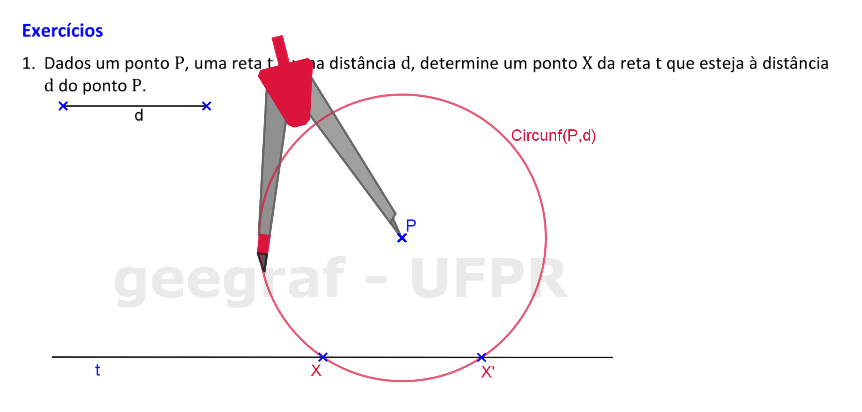 Exercícios
1. Dados um ponto P, uma reta t distância d, determine um ponto X da reta t que esteja à distância
d do ponto P.
d
Circunf(P,d)
P
geegraf - UFPR
t
X
X'